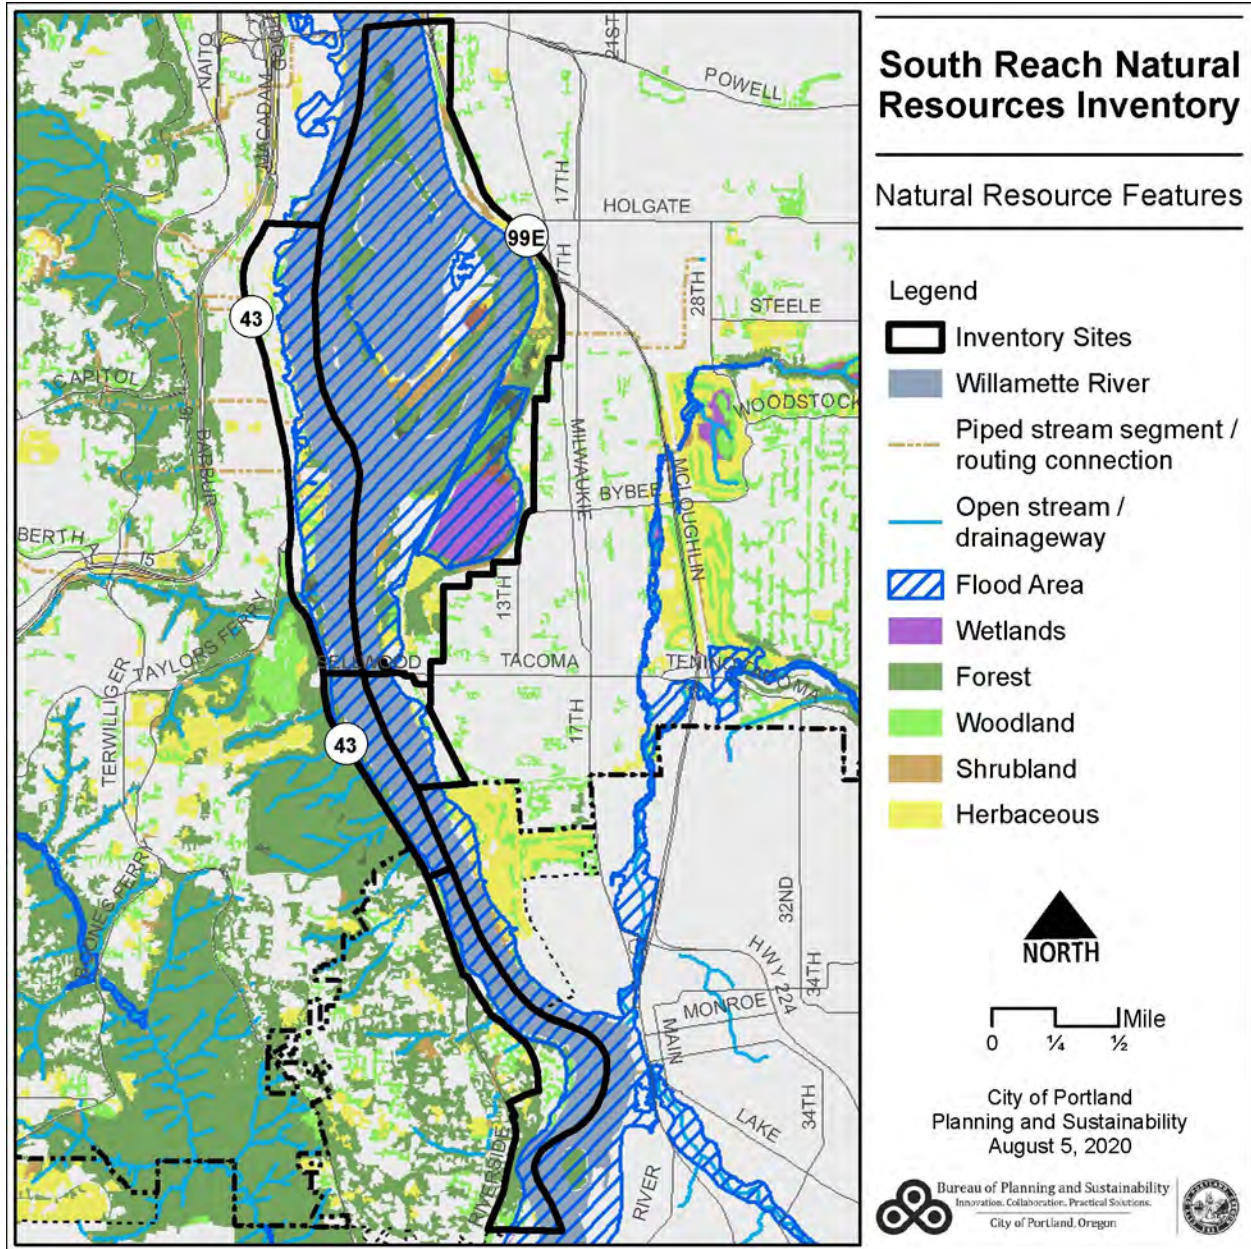 South Reach Natural
Resources Inventory
Natural Resource Features
Legend
Inventory Sites
Willamette River
Piped stream segment /
routing connection
Open stream /
drainageway
Flood Area
Wetlands
Forest
Woodland
Shrubland
Herbaceous
NORTH
Mile
0 ¼ ½
City of Portland
Planning and Sustainability
August 5, 2020
Bureau of Planning and Sustainability
Innovation. Collaboration. Practical Solutions.
City of Portland, Oregon
NAITO
MACADAM
21ST
POWELL
17TH
HOLGATE
99E
28TH
STEELE
43
CAPITOL
BARBUR
WOODSTOCK
MILWAUKIE
BYBEE
MCLOUGHLIN
BERTHA
I5
13TH
TAYLORS FERRY
SELLWOOD
TACOMA
TERWILLIGER
17TH
43
32ND
34TH
HWY 224
MONROE
MAIN
LAKE
34TH
RIVERSIDE
RIVER